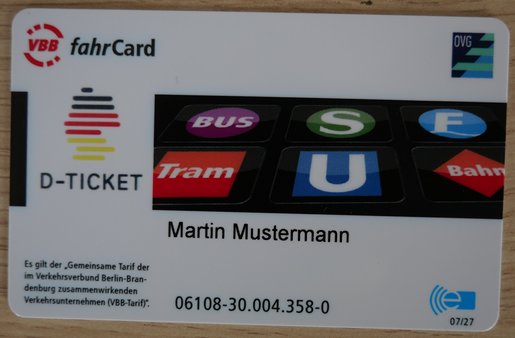 VBB fahrCard
OVG
BUS
S
F
D-TICKET
Tram
U
Bahn
Martin Mustermann
Es gilt der „Gemeinsame Tarif der
im Verkehrsverbund Berlin-Bran-
denburg zusammenwirkenden
Verkehrsunternehmen (VBB-Tarif)".
06108-30.004.358-0
e
07/27